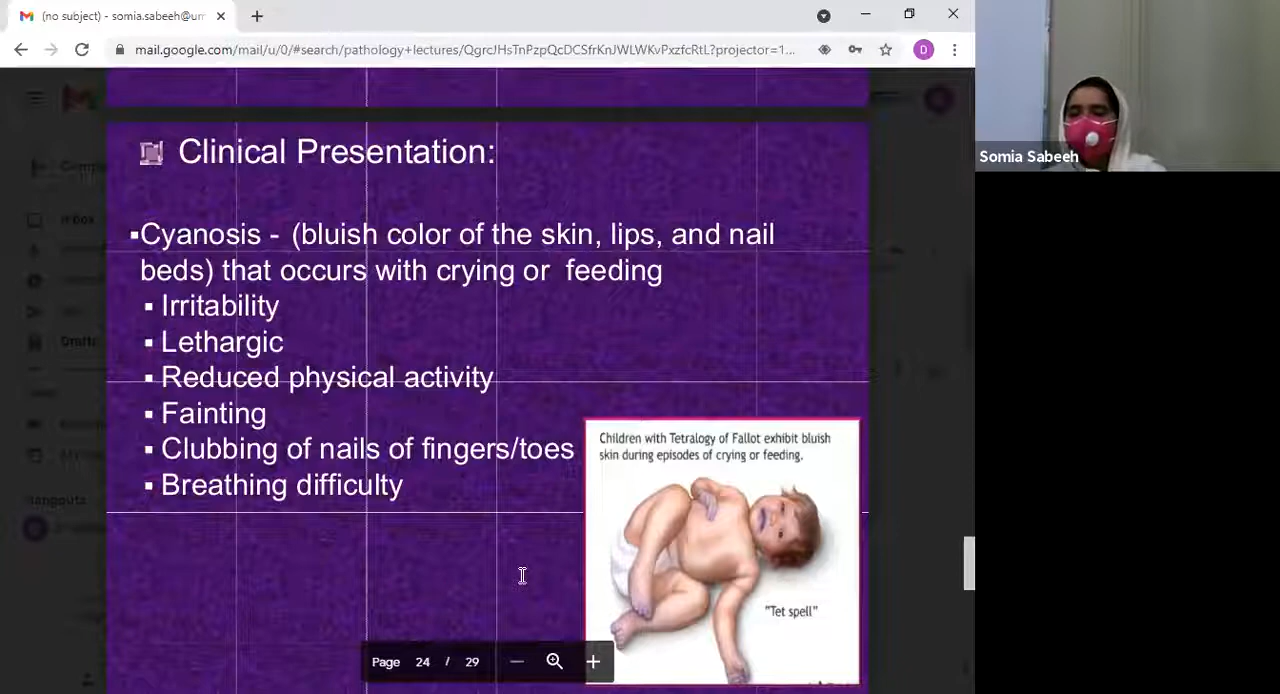 (no subject) - somia.sabeeh@um
mail.google.com/mail/u/0/#search/pathology+lectures/QgrcJHsTnPzpQcDCSfrKnJWLWKvPxzfcRtL?projector=1...
D
Somia Sabeeh
Clinical Presentation:
▪Cyanosis - (bluish color of the skin, lips, and nail
beds) that occurs with crying or feeding
▪ Irritability
▪ Lethargic
▪ Reduced physical activity
▪ Fainting
▪ Clubbing of nails of fingers/toes
▪ Breathing difficulty
Children with Tetralogy of Fallot exhibit bluish
skin during episodes of crying or feeding.
"Tet spell"
Page 24 / 29